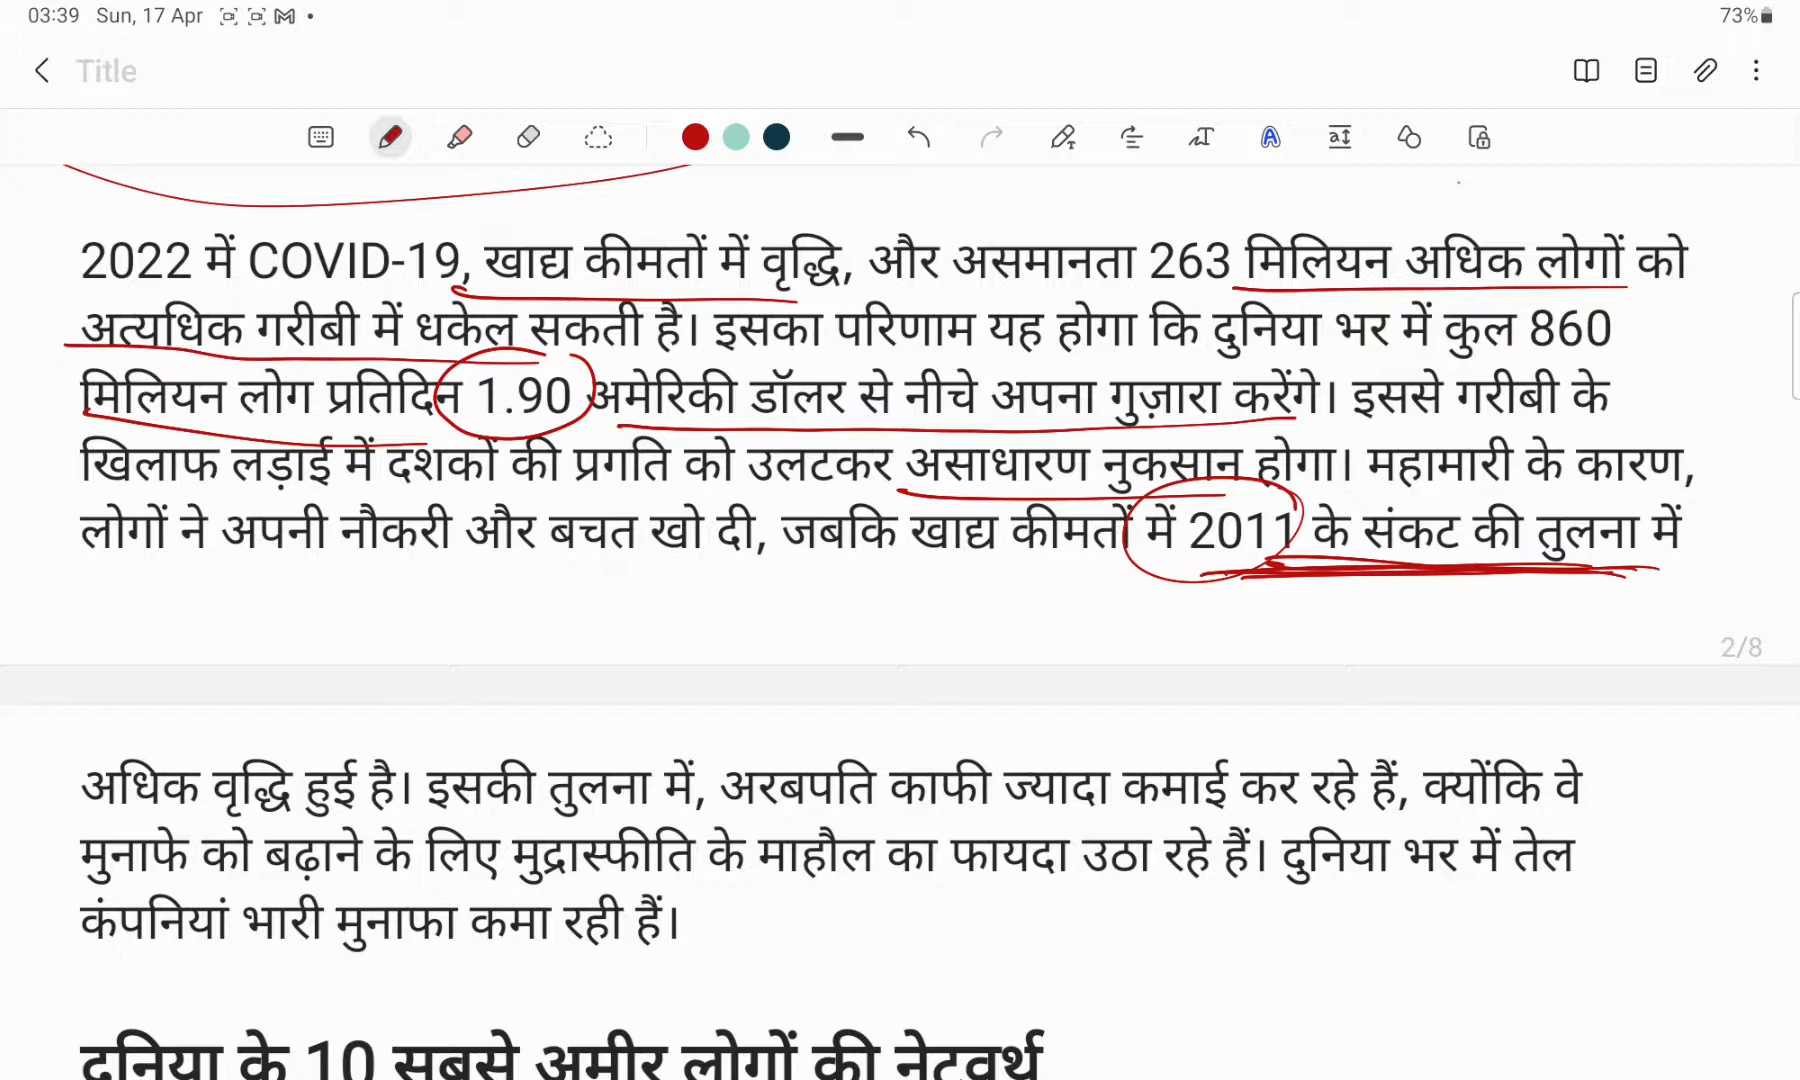 03:39 Sun, 17 Apr
73%
Title
2022 में COVID-19, खाद्य कीमतों में वृद्धि, और असमानता 263 मिलियन अधिक लोगों को
अत्यधिक गरीबी में धकेल सकती है। इसका परिणाम यह होगा कि दुनिया भर में कुल 860
मिलियन लोग प्रतिदिन 1.90 अमेरिकी डॉलर से नीचे अपना गुज़ारा करेंगे। इससे गरीबी के
खिलाफ लड़ाई में दशकों की प्रगति को उलटकर असाधारण नुकसान होगा। महामारी के कारण,
लोगों ने अपनी नौकरी और बचत खो दी, जबकि खाद्य कीमतों में 2011 के संकट की तुलना में
2/8
अधिक वृद्धि हुई है। इसकी तुलना में, अरबपति काफी ज्यादा कमाई कर रहे हैं, क्योंकि वे
मुनाफे को बढ़ाने के लिए मुद्रास्फीति के माहौल का फायदा उठा रहे हैं। दुनिया भर में तेल
कंपनियां भारी मुनाफा कमा रही हैं।
दुनिया के 10 सबसे अमीर लोगों की नेटवर्थ